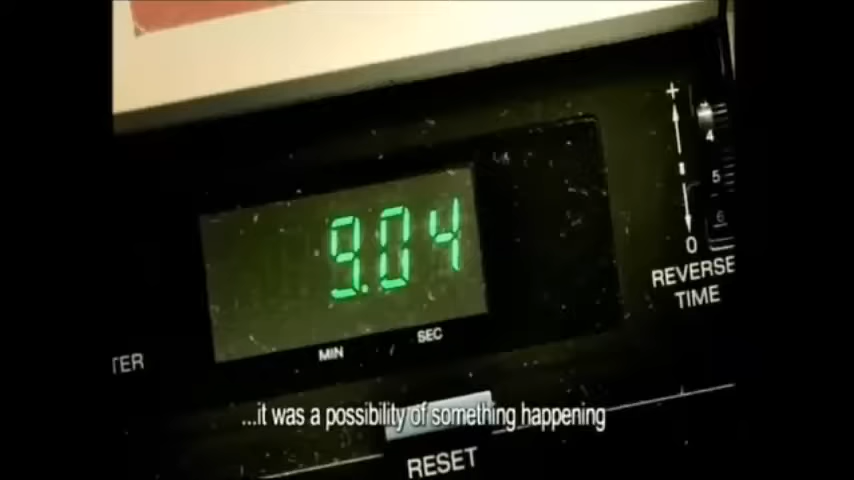 +
4
5
6
0
REVERSE
TIME
9.04
MIN
SEC
TER
...it was a possibility of something happening
RESET